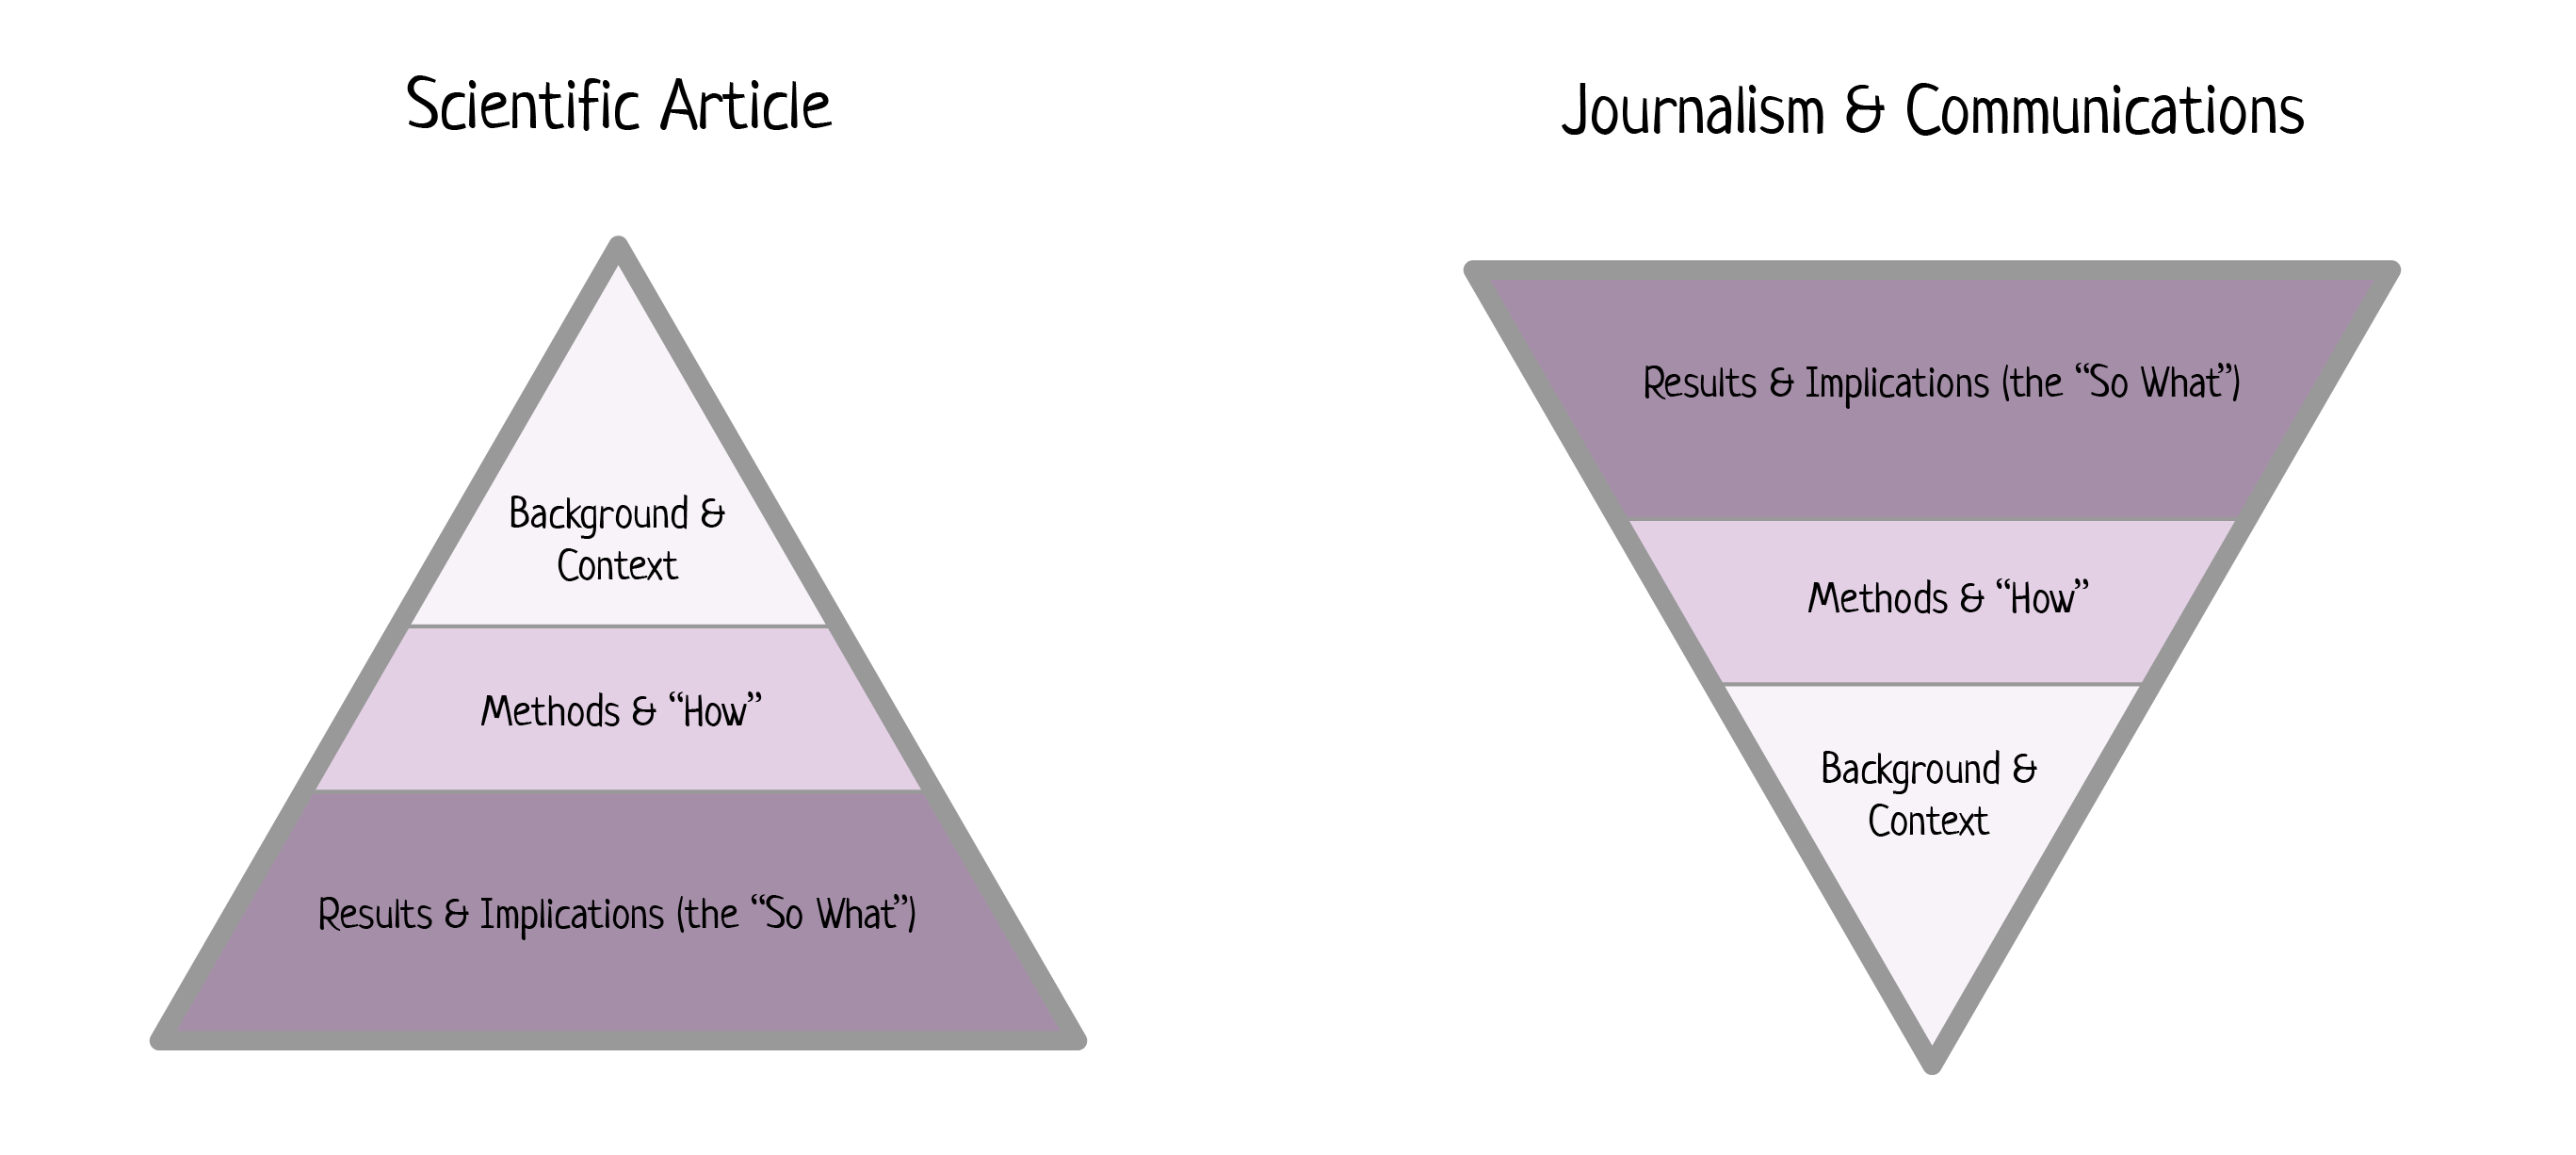 Scientific Article
Background &
Context
Methods & “How”
Results & Implications (the “So What”)
Journalism & Communications
Results & Implications (the “So What”)
Methods & “How”
Background &
Context